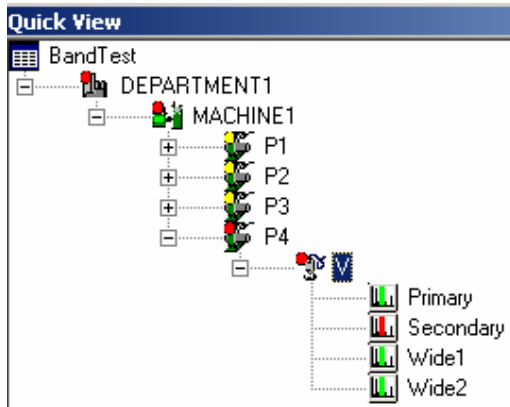 Quick View
BandTest
DEPARTMENT1
MACHINE1
P1
P2
P3
P4
V
Primary
Secondary
Wide1
Wide2